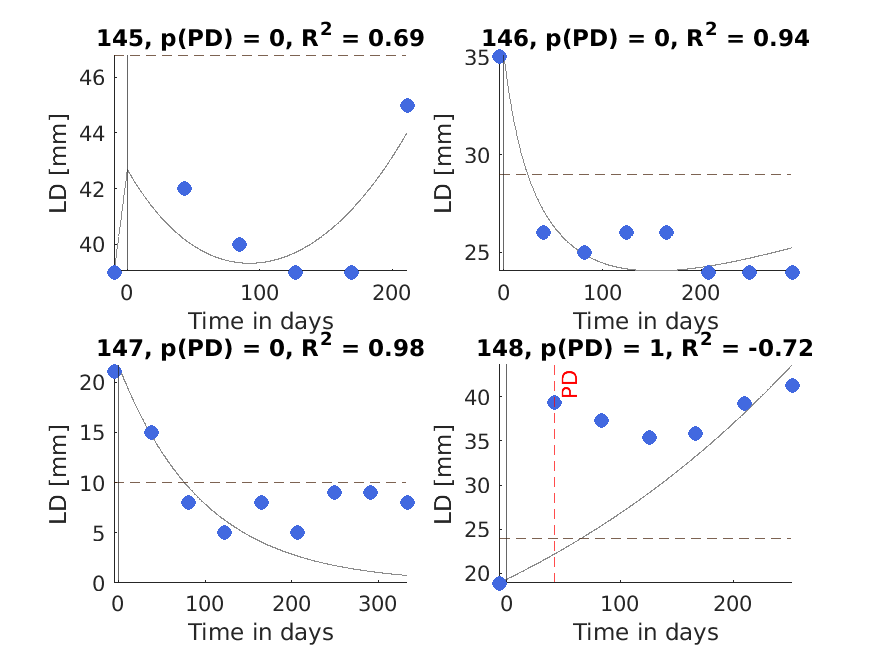 145, p(PD) = 0, R² = 0.69
46
44
42
40
LD [mm]
0
100
200
Time in days
146, p(PD) = 0, R² = 0.94
35
30
25
LD [mm]
0
100
200
Time in days
147, p(PD) = 0, R² = 0.98
20
15
10
5
0
LD [mm]
0
100
200
300
Time in days
148, p(PD) = 1, R² = -0.72
PD
40
35
30
25
20
LD [mm]
0
100
200
Time in days